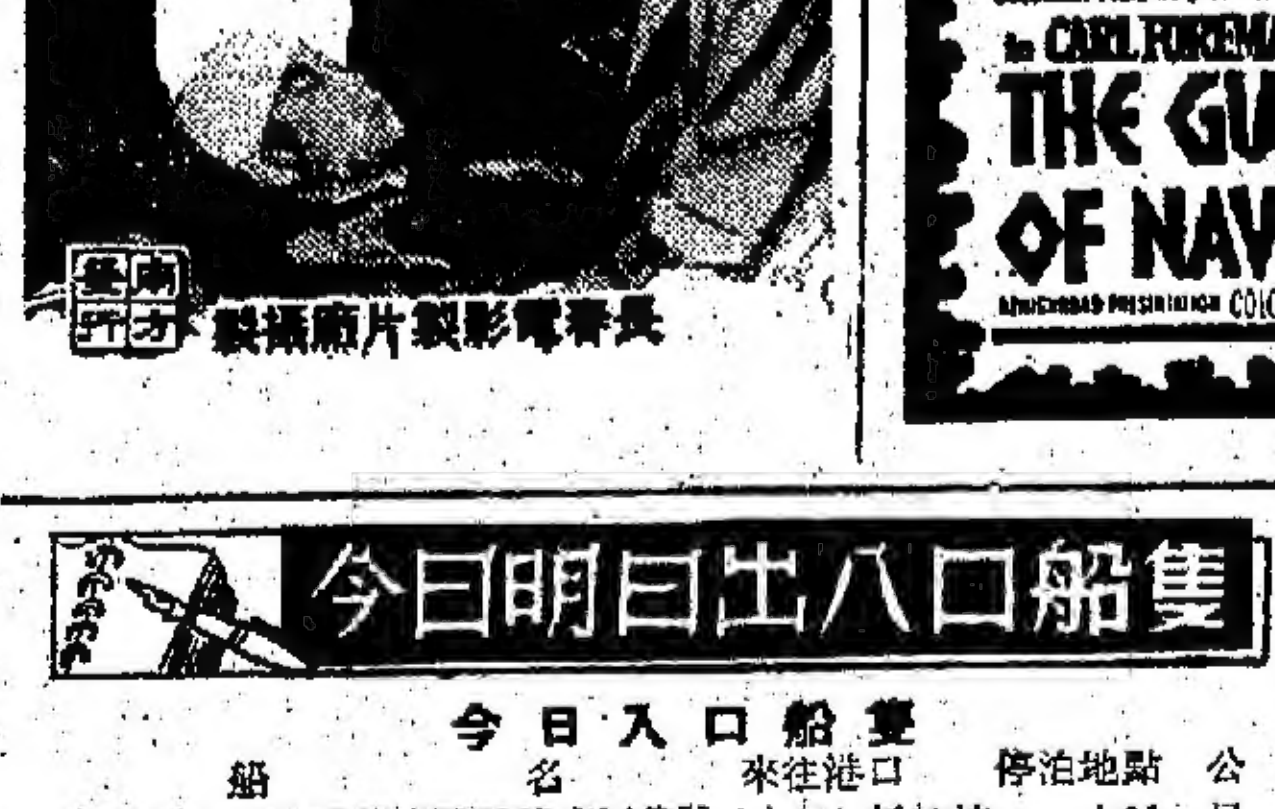 in CARL FOREMA
THE GU
OF NAV
COLO
南方
發行
長春電影製片廠攝製
今日明日出入口船隻
今日入口船隻
船 名 來往港口 停泊地點 公